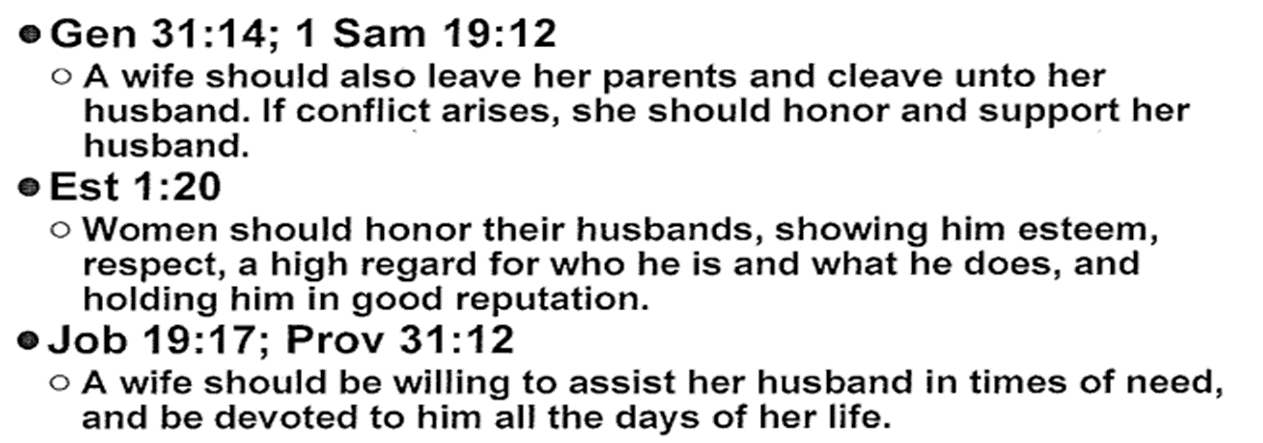 ● Gen 31:14; 1 Sam 19:12
○ A wife should also leave her parents and cleave unto her
husband. If conflict arises, she should honor and support her
husband.
● Est 1:20
○ Women should honor their husbands, showing him esteem,
respect, a high regard for who he is and what he does, and
holding him in good reputation.
● Job 19:17; Prov 31:12
○ A wife should be willing to assist her husband in times of need,
and be devoted to him all the days of her life.